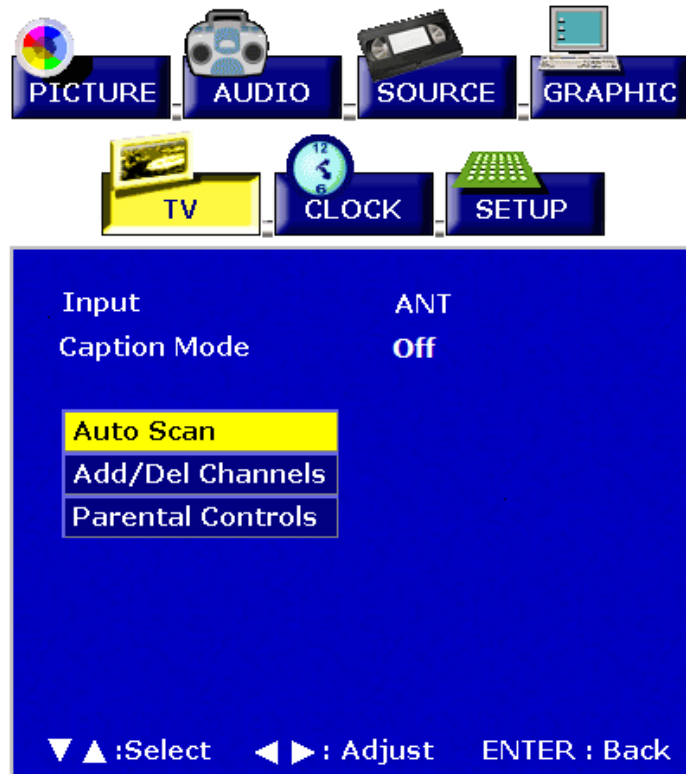 PICTURE AUDIO SOURCE GRAPHIC
12
6
TV CLOCK SETUP
Input ANT
Caption Mode Off
Auto Scan
Add/Del Channels
Parental Controls
▼▲:Select ◀▶: Adjust ENTER : Back